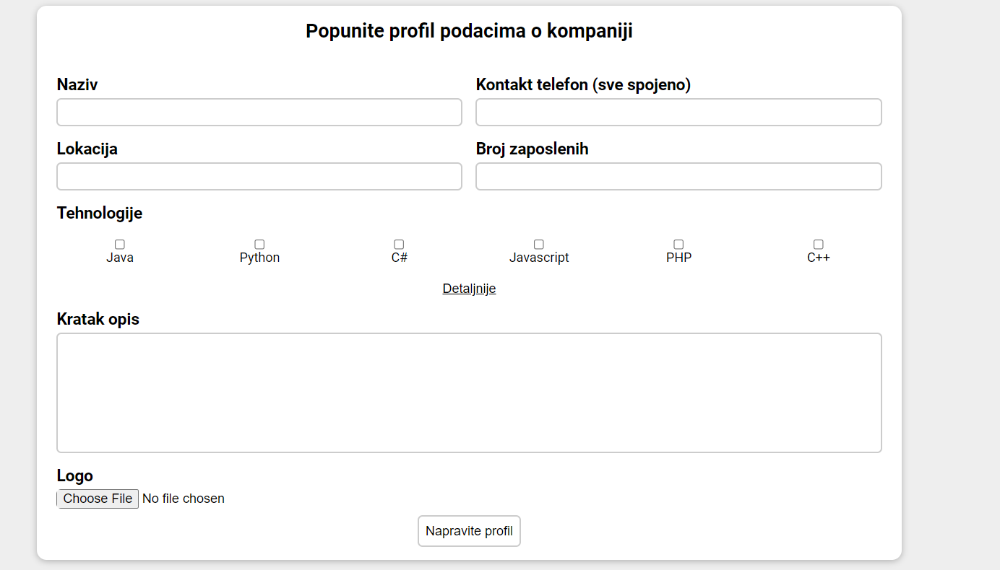 Popunite profil podacima o kompaniji
Naziv
Kontakt telefon (sve spojeno)
Lokacija
Broj zaposlenih
Tehnologije
Java
Python
C#
Javascript
PHP
C++
Detaljnije
Kratak opis
Logo
Choose File No file chosen
Napravite profil